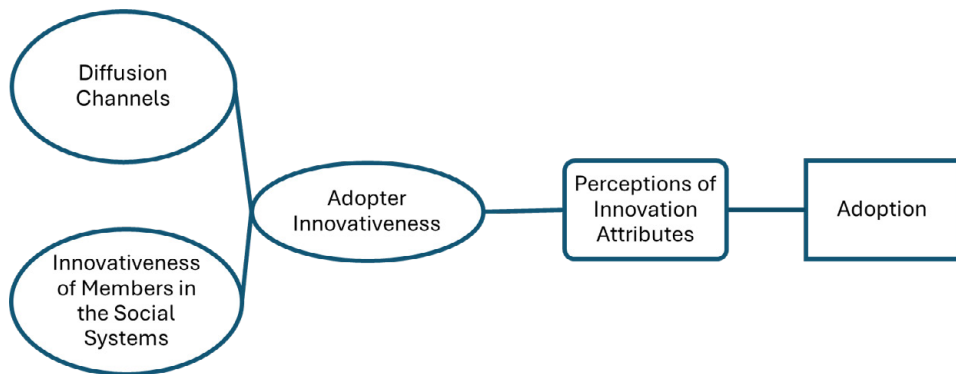 Diffusion
Channels
Innovativeness
of Members in
the Social
Systems
Adopter
Innovativeness
Perceptions of
Innovation
Attributes
Adoption